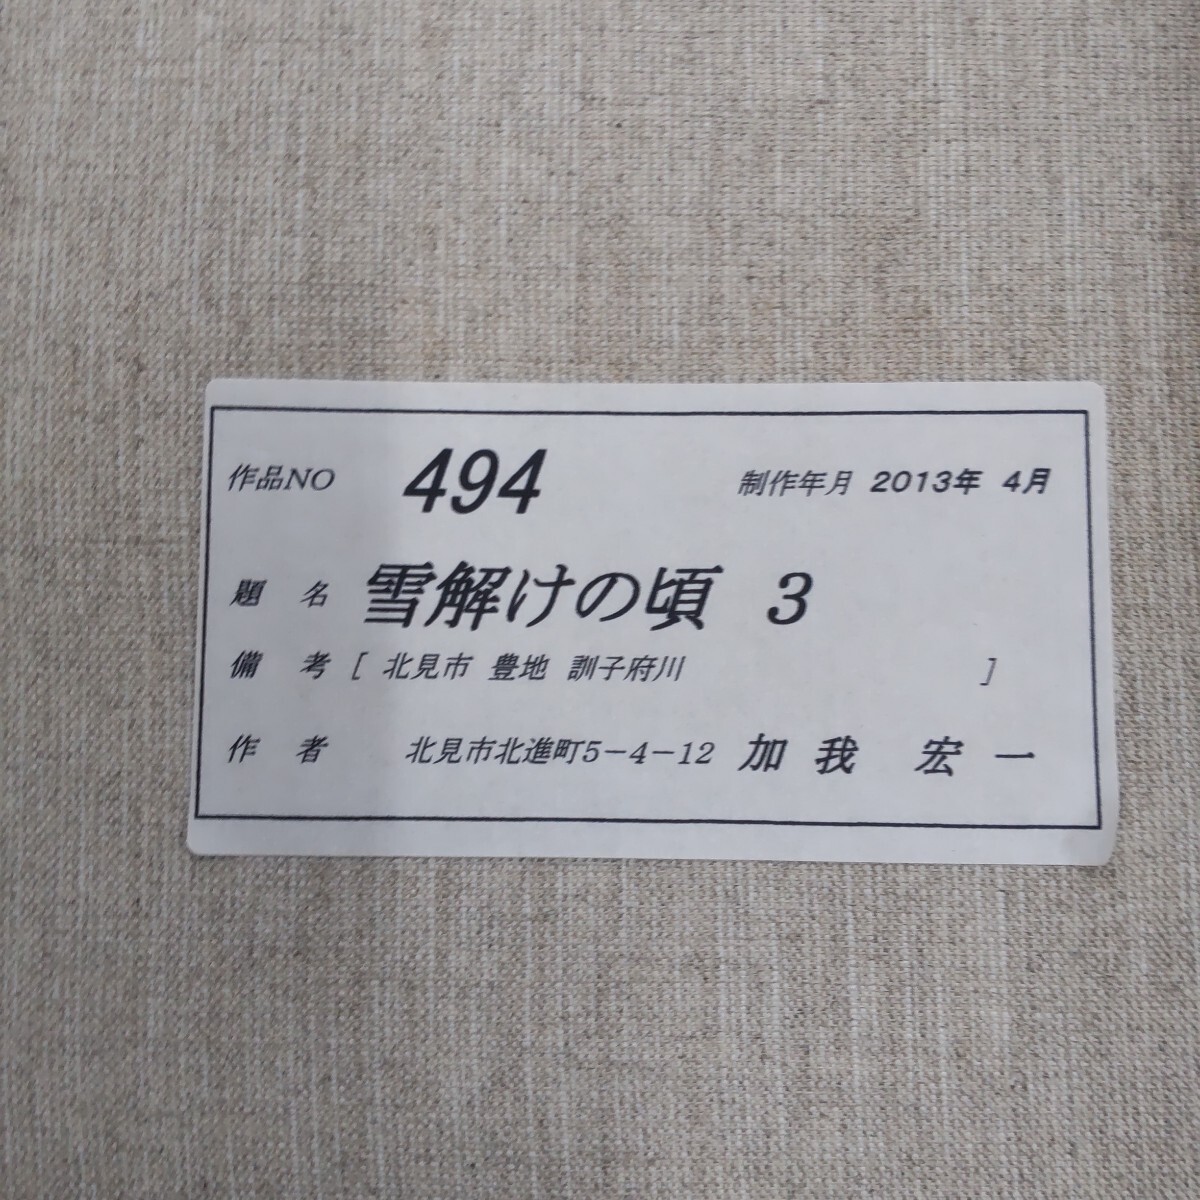 作品NO 494 制作年月 2013年 4月
題 名 雪解けの頃 3
備 考 [ 北見市 豊地 訓子府川 ]
作 者 北見市北進町5-4-12 加 我 宏 一